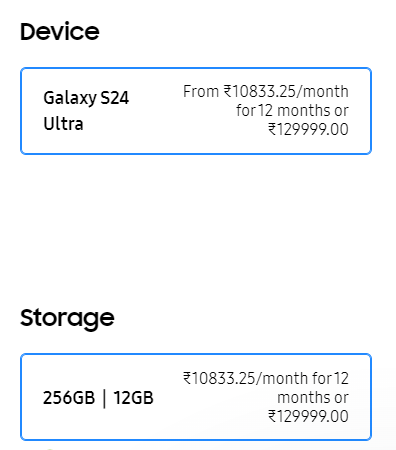 Device
Galaxy S24
Ultra
From ₹10833.25/month
for 12 months or
₹129999.00
Storage
256GB | 12GB
₹10833.25/month for 12
months or
₹129999.00